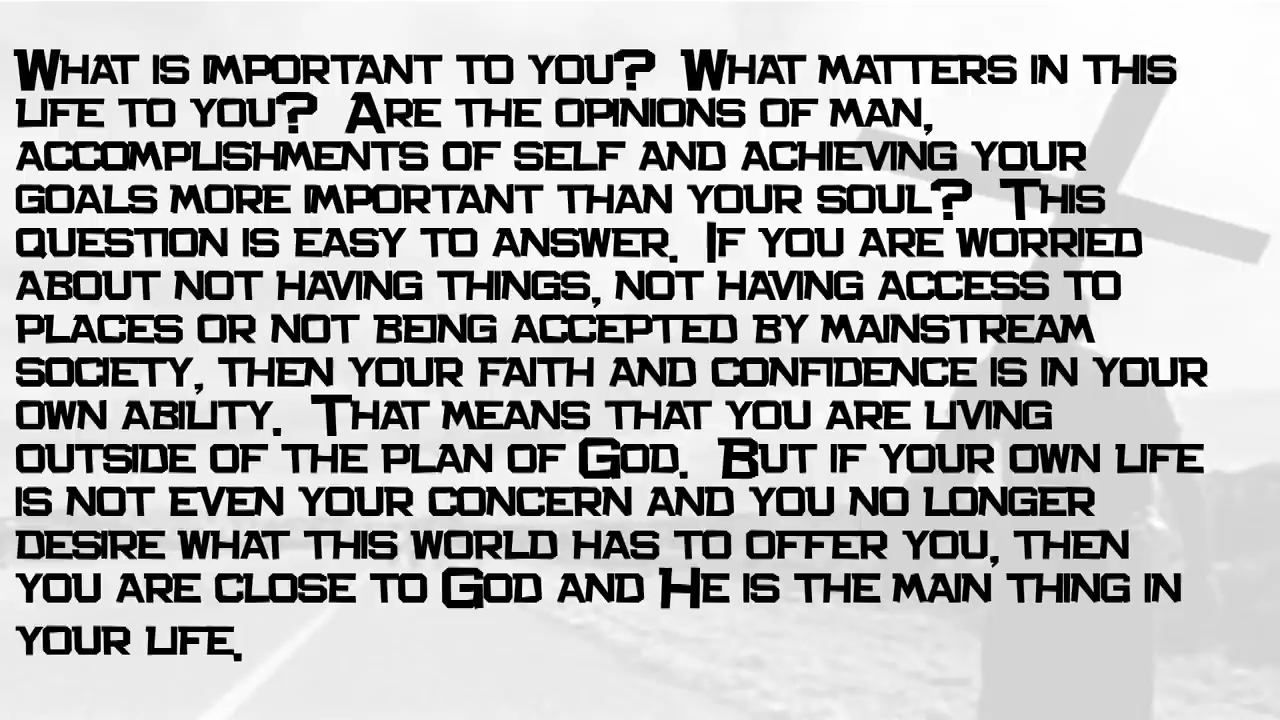 What is important to you?  What matters in this
life to you?  Are the opinions of man,
accomplishments of self and achieving your
goals more important than your soul?  This
question is easy to answer.  If you are worried
about not having things, not having access to
places or not being accepted by mainstream
society, then your faith and confidence is in your
own ability.  That means that you are living
outside of the plan of God.  But if your own life
is not even your concern and you no longer
desire what this world has to offer you, then
you are close to God and He is the main thing in
your life.